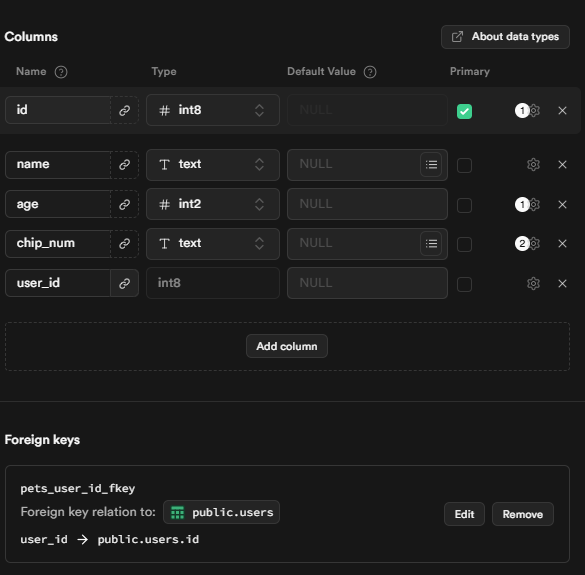 Columns
About data types
Name Type Default Value Primary
id int8 NULL 1
name text NULL
age int2 NULL 1
chip_num text NULL 2
user_id int8 NULL
Add column
Foreign keys
pets_user_id_fkey
Foreign key relation to: public.users
Edit Remove
user_id → public.users.id